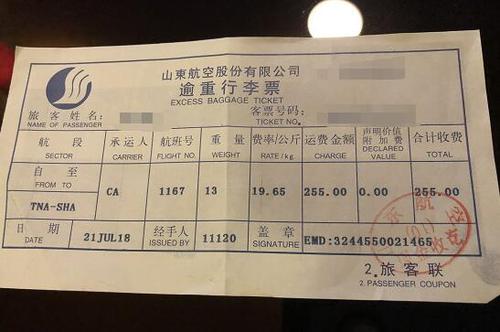 山東航空股份有限公司
逾重行李票
EXCESS BAGGAGE TICKET
旅客姓名:
NAME OF PASSENGER
客票号码:
TICKET NO.
航段 承运人 航班号 重量 费率/公斤 运费金额 声明价值附加费 合计收费
SECTOR CARRIER FLIGHT NO. WEIGHT RATE/kg CHARGE DECLARED VALUE TOTAL
自 至
FROM TO
TNA-SHA CA 1167 13 19.65 255.00 0.00 255.00
日期 经手人 盖章
DATE 21JUL18 ISSUED BY 11120 SIGNATURE EMD:3244550021465
2.旅客联
2. PASSENGER COUPON